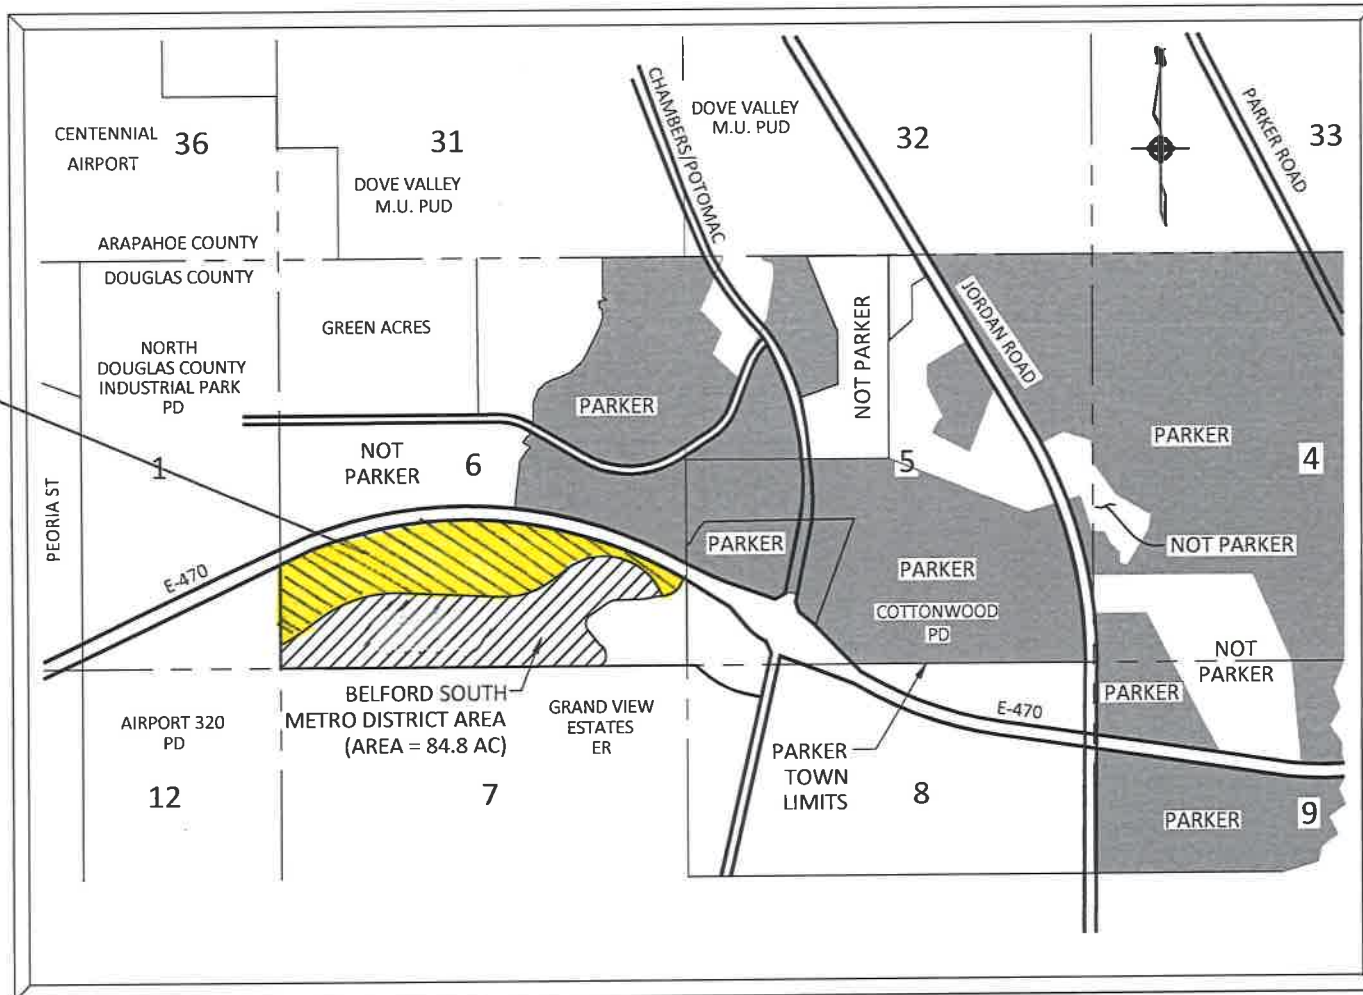 CENTENNIAL
AIRPORT
36
31
DOVE VALLEY
M.U. PUD
CHAMBERS/POTOMAC
DOVE VALLEY
M.U. PUD
32
PARKER ROAD
33
ARAPAHOE COUNTY
DOUGLAS COUNTY
NORTH
DOUGLAS COUNTY
INDUSTRIAL PARK
PD
GREEN ACRES
PARKER
NOT PARKER
JORDAN ROAD
PARKER
4
1
NOT
PARKER
6
5
PEORIA ST
E-470
PARKER
PARKER
COTTONWOOD
PD
NOT PARKER
NOT
PARKER
PARKER
BELFORD SOUTH
METRO DISTRICT AREA
(AREA = 84.8 AC)
GRAND VIEW
ESTATES
ER
AIRPORT 320
PD
E-470
PARKER
TOWN
LIMITS
12
7
8
PARKER
9